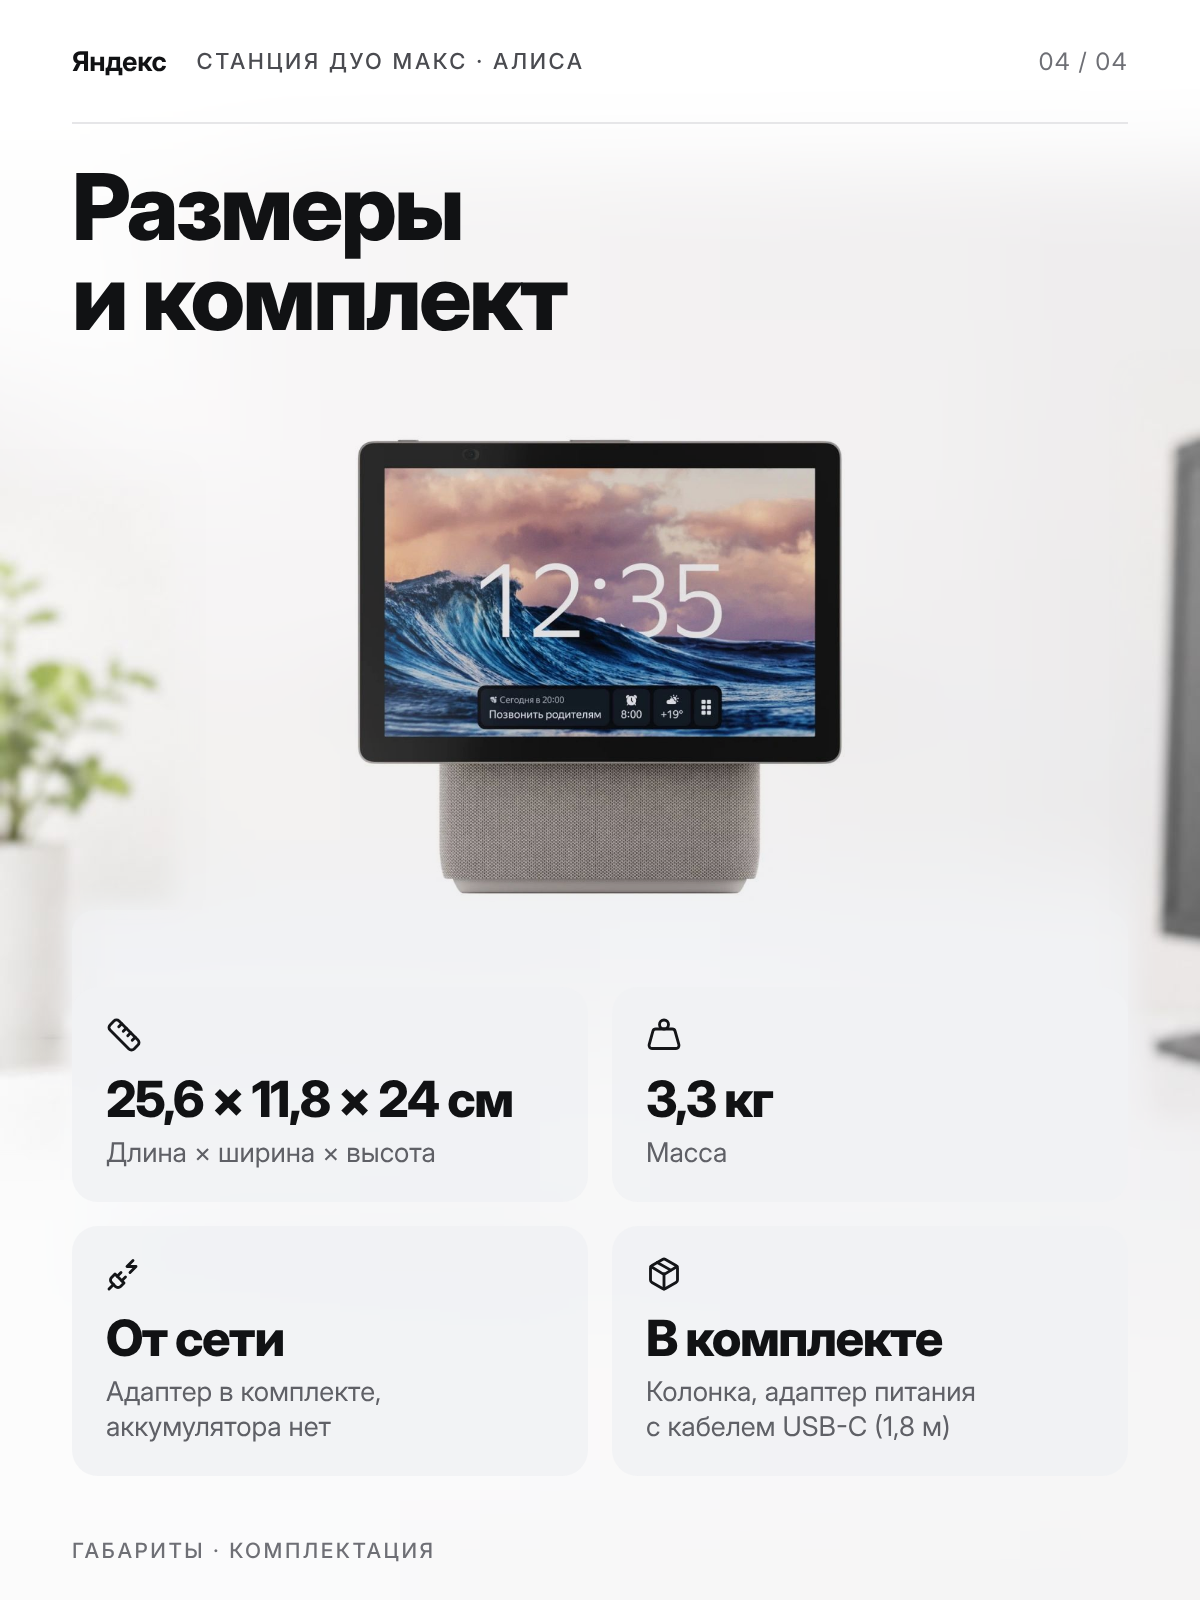 Яндекс СТАНЦИЯ ДУО МАКС · АЛИСА 04 / 04
Размеры
и комплект
12:35
Сегодня в 20:00
Позвонить родителям
8:00
+19°
25,6 × 11,8 × 24 см
Длина × ширина × высота
3,3 кг
Масса
От сети
Адаптер в комплекте,
аккумулятора нет
В комплекте
Колонка, адаптер питания
с кабелем USB-C (1,8 м)
ГАБАРИТЫ · КОМПЛЕКТАЦИЯ